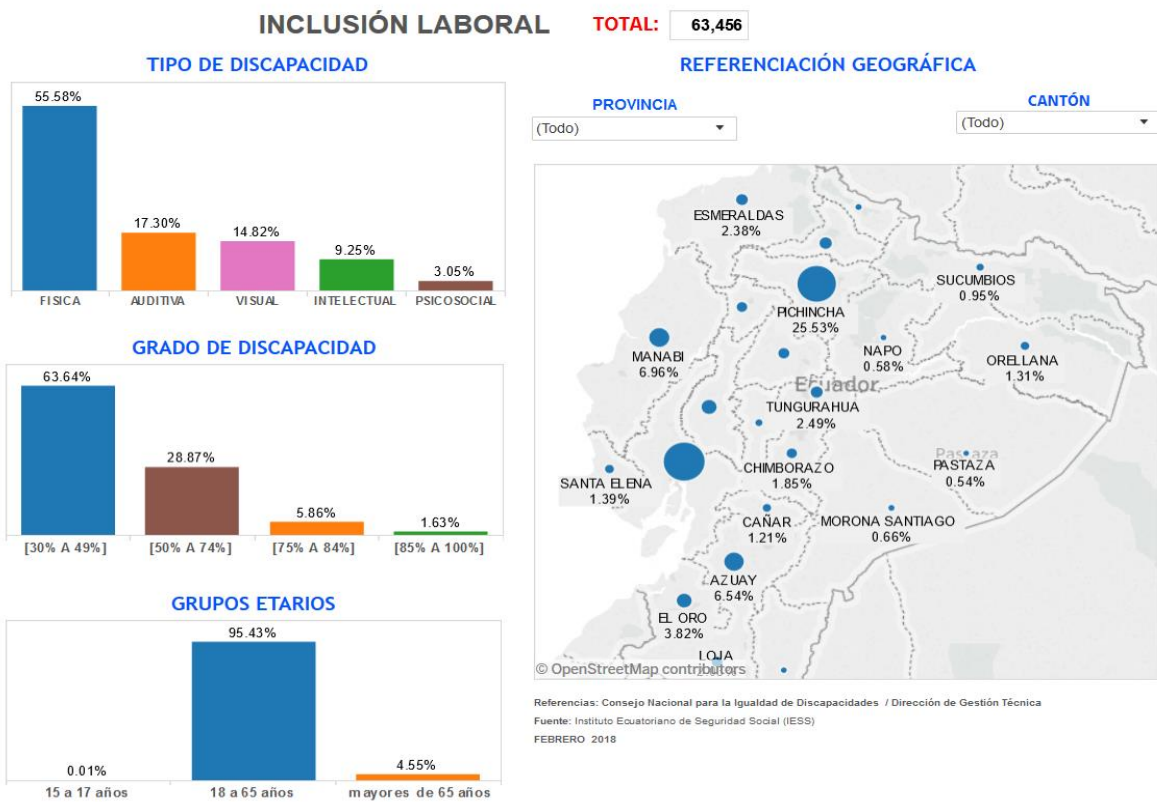 INCLUSIÓN LABORAL TOTAL: 63,456
TIPO DE DISCAPACIDAD
55.58%
17.30%
14.82%
9.25%
3.05%
FISICA AUDITIVA VISUAL INTELECTUAL PSICOSOCIAL
GRADO DE DISCAPACIDAD
63.64%
28.87%
5.86%
1.63%
[30% A 49%] [50% A 74%] [75% A 84%] [85% A 100%]
GRUPOS ETARIOS
0.01%
95.43%
4.55%
15 a 17 años 18 a 65 años mayores de 65 años
REFERENCIACIÓN GEOGRÁFICA
PROVINCIA
(Todo)
CANTÓN
(Todo)
ESMERALDAS
2.38%
SUCUMBIOS
0.95%
PICHINCHA
25.53%
MANABI
6.96%
NAPO
0.58%
ORELLANA
1.31%
Ecuador
TUNGURAHUA
2.49%
CHIMBORAZO
1.85%
Pastaza
PASTAZA
0.54%
SANTA ELENA
1.39%
CAÑAR
1.21%
MORONA SANTIAGO
0.66%
AZUAY
6.54%
EL ORO
3.82%
LOJA
© OpenStreetMap contributors
Referencias: Consejo Nacional para la Igualdad de Discapacidades / Dirección de Gestión Técnica
Fuente: Instituto Ecuatoriano de Seguridad Social (IESS)
FEBRERO 2018